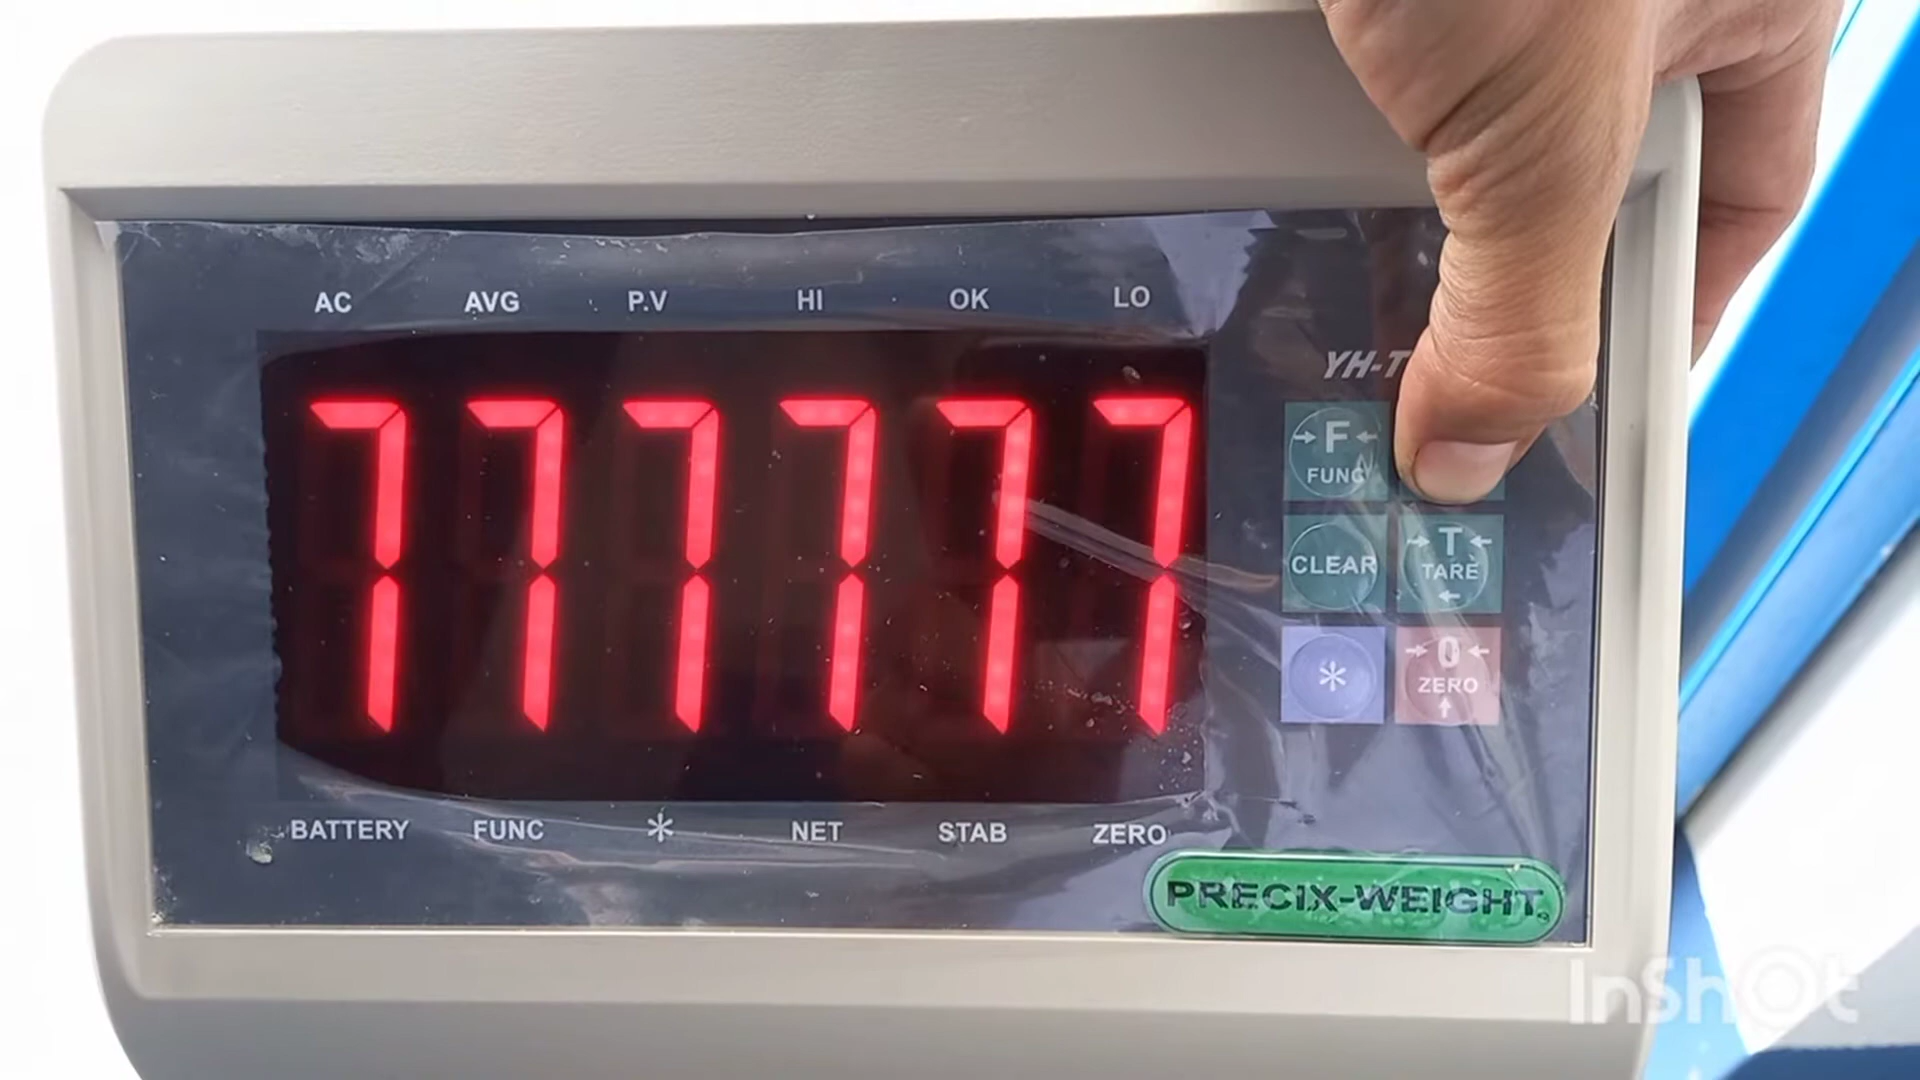 AC AVG P.V HI OK LO
777777
YH-T
→F← FUNC
CLEAR →T← TARE ←
* →0← ZERO ↑
BATTERY FUNC * NET STAB ZERO
PRECIX-WEIGHT
InShOt